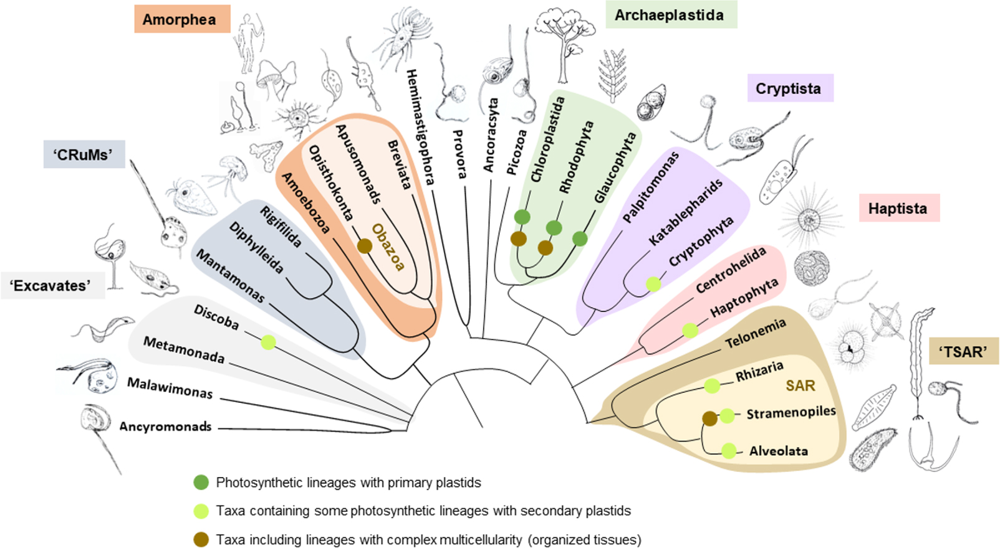 Amorphea
Archaeplastida
Cryptista
‘CRuMs’
Haptista
‘Excavates’
‘TSAR’
Ancyromonads
Malawimonas
Metamonada
Discoba
Mantamonas
Diphylleida
Rigifilida
Amoebozoa
Opisthokonta
Apusomonads
Breviata
Obazoa
Hemimastigophora
Provora
Ancoracsyta
Picozoa
Chloroplastida
Rhodophyta
Glaucophyta
Palpitomonas
Katablepharids
Cryptophyta
Centrohelida
Haptophyta
Telonemia
Rhizaria
SAR
Stramenopiles
Alveolata
Photosynthetic lineages with primary plastids
Taxa containing some photosynthetic lineages with secondary plastids
Taxa including lineages with complex multicellularity (organized tissues)